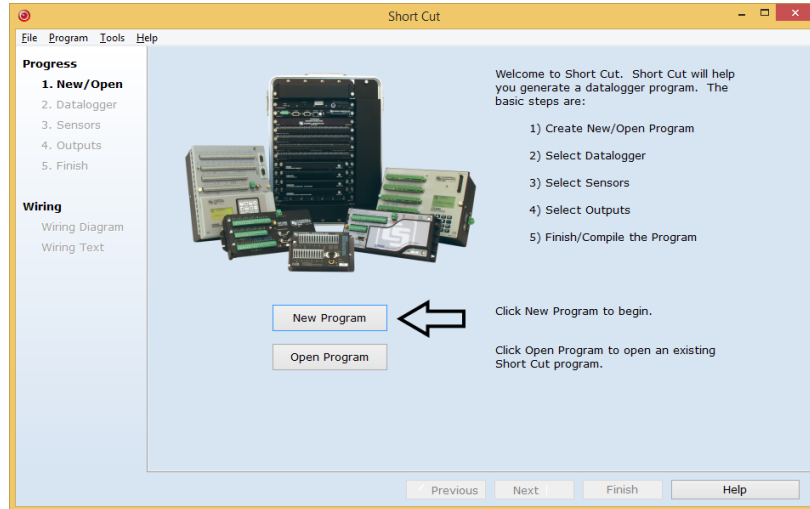 Short Cut
File Program Tools Help
Progress
1. New/Open
2. Datalogger
3. Sensors
4. Outputs
5. Finish
Wiring
Wiring Diagram
Wiring Text
Welcome to Short Cut. Short Cut will help
you generate a datalogger program. The
basic steps are:
1) Create New/Open Program
2) Select Datalogger
3) Select Sensors
4) Select Outputs
5) Finish/Compile the Program
New Program
Click New Program to begin.
Open Program
Click Open Program to open an existing
Short Cut program.
Previous Next Finish Help